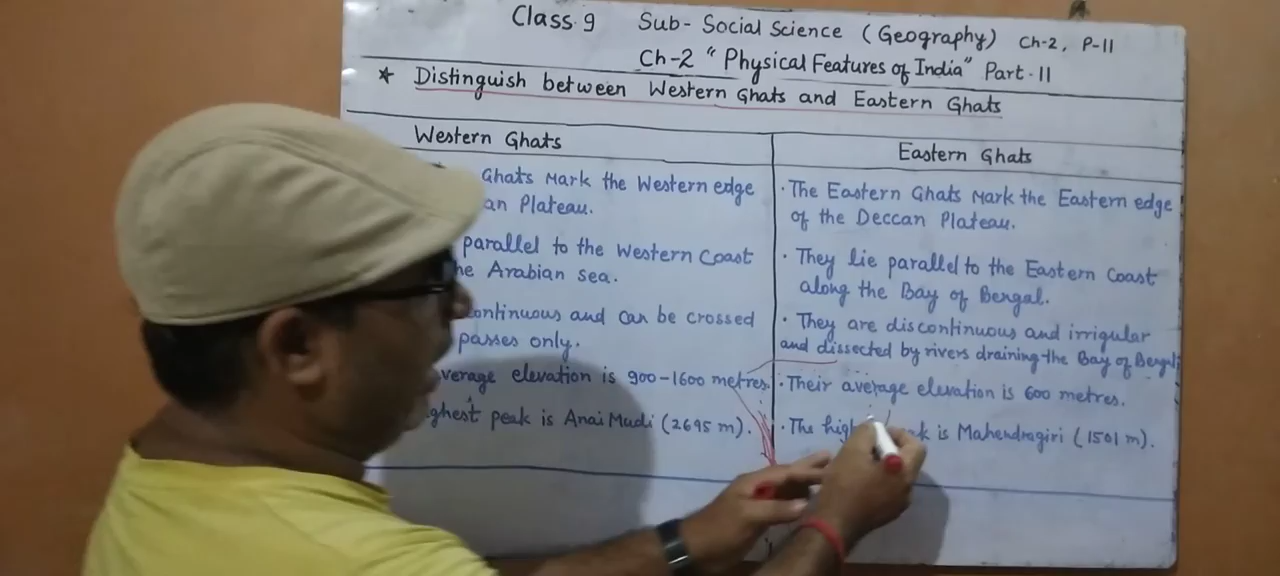 Class 9 Sub- Social Science (Geography) Ch-2, P-II
Ch-2 "Physical Features of India" Part-II
* Distinguish between Western Ghats and Eastern Ghats
Western Ghats
Ghats Mark the Western edge
an Plateau.
parallel to the Western Coast
he Arabian sea.
continuous and can be crossed
passes only.
verage elevation is 900-1600 metres.
ghest peak is Anai Mudi (2695 m).
Eastern Ghats
· The Eastern Ghats Mark the Eastern edge
of the Deccan Plateau.
· They lie parallel to the Eastern Coast
along the Bay of Bengal.
· They are discontinuous and irrigular
and dissected by rivers draining the Bay of Bengal
· Their average elevation is 600 metres.
· The high k is Mahendragiri (1501 m).